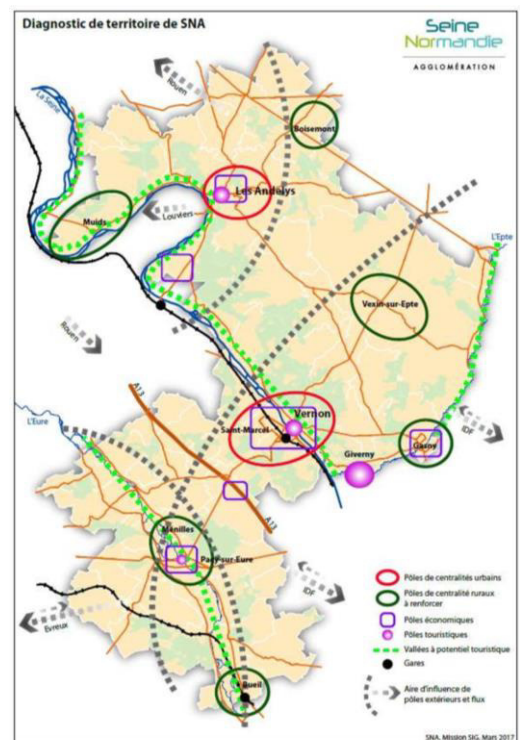 Diagnostic de territoire de SNA
Seine
Normandie
AGGLOMÉRATION
Rouen
La Seine
Boisemont
Les Andelys
Louviers
Muids
L'Epte
Vexin-sur-Epte
Rouen
A13
Vernon
Saint-Marcel
L'Eure
Giverny
Gasny
IDF
A13
Ménilles
Pacy-sur-Eure
IDF
Evreux
Bueil
Pôles de centralités urbains
Pôles de centralité ruraux
à renforcer
Pôles économiques
Pôles touristiques
Vallées à potentiel touristique
Gares
Aire d'influence de
pôles extérieurs et flux
SNA, Mission SIG, Mars 2017